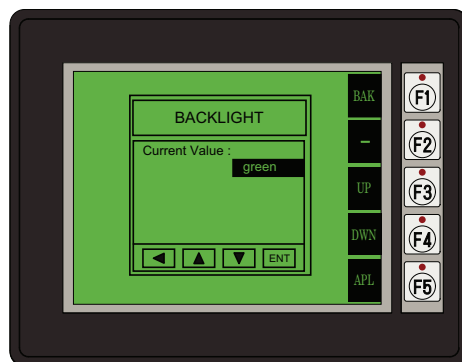 BACKLIGHT
Current Value :
green
ENT
BAK
–
UP
DWN
APL
F1
F2
F3
F4
F5